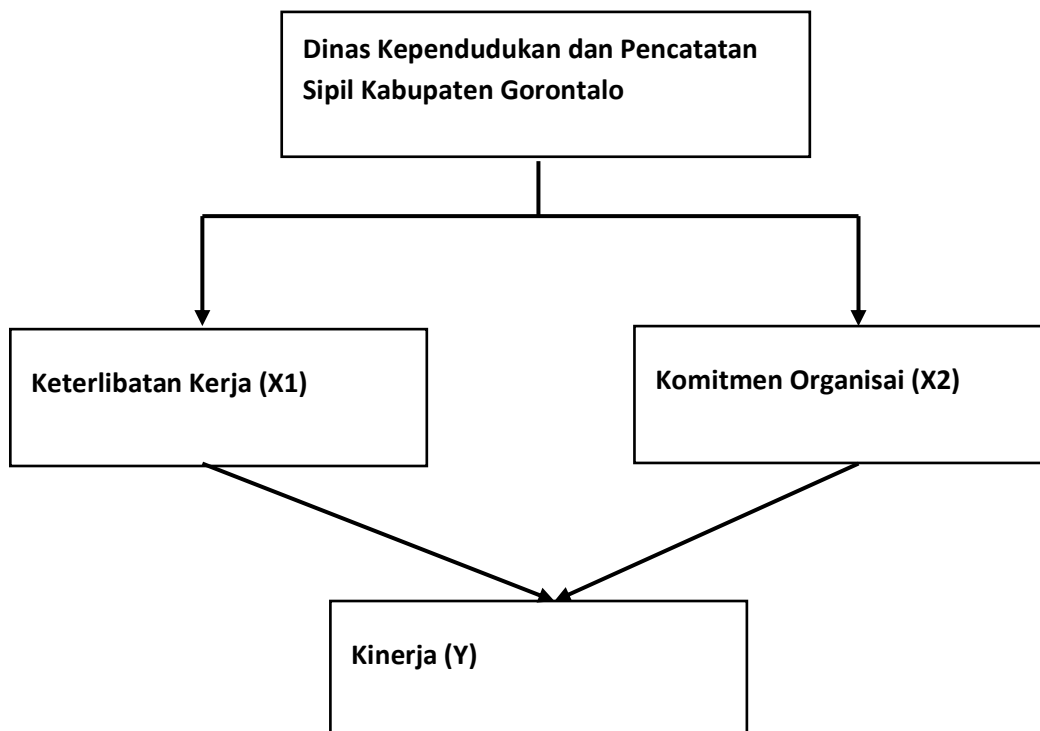 Dinas Kependudukan dan Pencatatan
Sipil Kabupaten Gorontalo
Keterlibatan Kerja (X1)
Komitmen Organisai (X2)
Kinerja (Y)